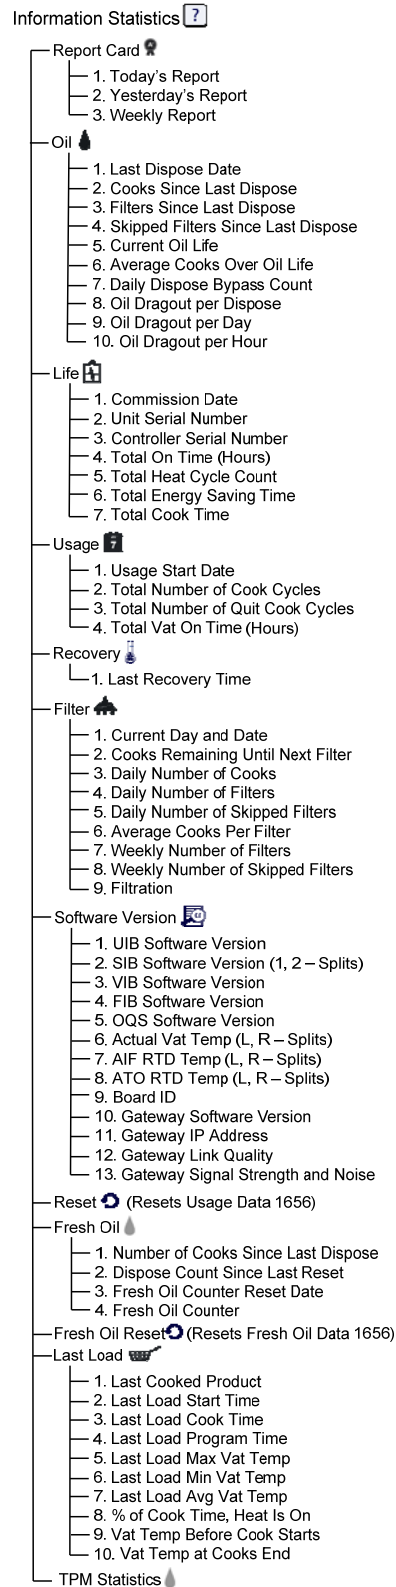 Information Statistics ?
Report Card
1. Today's Report
2. Yesterday's Report
3. Weekly Report
Oil
1. Last Dispose Date
2. Cooks Since Last Dispose
3. Filters Since Last Dispose
4. Skipped Filters Since Last Dispose
5. Current Oil Life
6. Average Cooks Over Oil Life
7. Daily Dispose Bypass Count
8. Oil Dragout per Dispose
9. Oil Dragout per Day
10. Oil Dragout per Hour
Life
1. Commission Date
2. Unit Serial Number
3. Controller Serial Number
4. Total On Time (Hours)
5. Total Heat Cycle Count
6. Total Energy Saving Time
7. Total Cook Time
Usage 7
1. Usage Start Date
2. Total Number of Cook Cycles
3. Total Number of Quit Cook Cycles
4. Total Vat On Time (Hours)
Recovery
1. Last Recovery Time
Filter
1. Current Day and Date
2. Cooks Remaining Until Next Filter
3. Daily Number of Cooks
4. Daily Number of Filters
5. Daily Number of Skipped Filters
6. Average Cooks Per Filter
7. Weekly Number of Filters
8. Weekly Number of Skipped Filters
9. Filtration
Software Version
1. UIB Software Version
2. SIB Software Version (1, 2 – Splits)
3. VIB Software Version
4. FIB Software Version
5. OQS Software Version
6. Actual Vat Temp (L, R – Splits)
7. AIF RTD Temp (L, R – Splits)
8. ATO RTD Temp (L, R – Splits)
9. Board ID
10. Gateway Software Version
11. Gateway IP Address
12. Gateway Link Quality
13. Gateway Signal Strength and Noise
Reset (Resets Usage Data 1656)
Fresh Oil
1. Number of Cooks Since Last Dispose
2. Dispose Count Since Last Reset
3. Fresh Oil Counter Reset Date
4. Fresh Oil Counter
Fresh Oil Reset (Resets Fresh Oil Data 1656)
Last Load
1. Last Cooked Product
2. Last Load Start Time
3. Last Load Cook Time
4. Last Load Program Time
5. Last Load Max Vat Temp
6. Last Load Min Vat Temp
7. Last Load Avg Vat Temp
8. % of Cook Time, Heat Is On
9. Vat Temp Before Cook Starts
10. Vat Temp at Cooks End
TPM Statistics